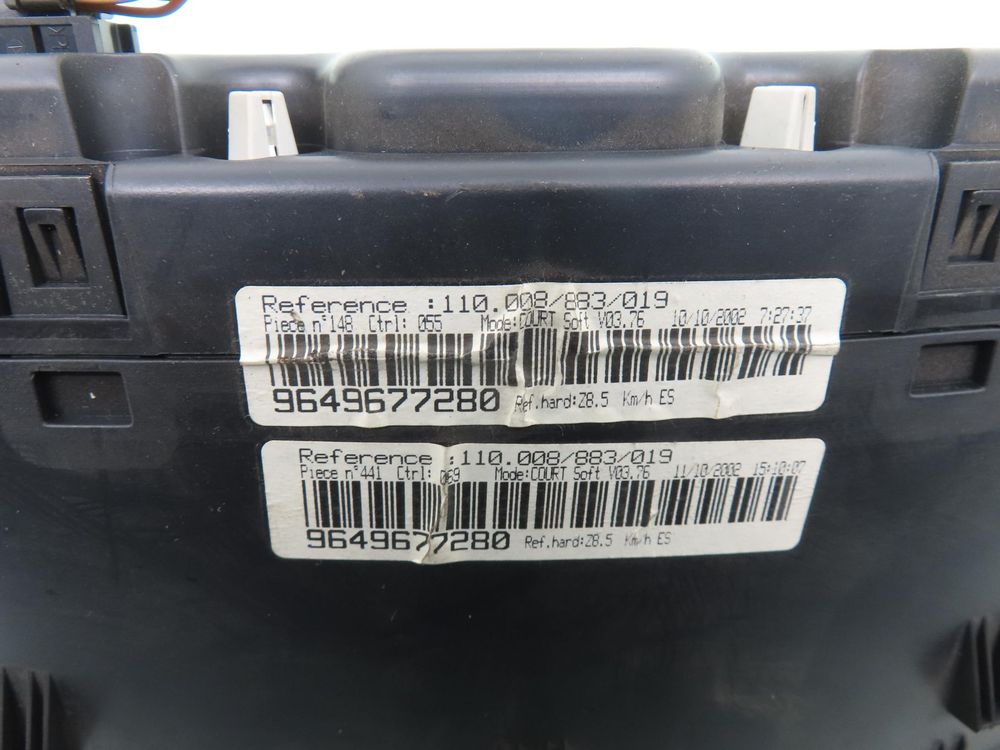 Reference :110.008/883/019
Piece n°148 Ctrl: 055 Mode:COURT Soft V03.76 10/10/2002 7:27:37
9649677280 Ref.hard:Z8.5 Km/h ES
Reference :110.008/883/019
Piece n°441 Ctrl: 069 Mode:COURT Soft V03.76 11/10/2002 15:10:07
9649677280 Ref.hard:Z8.5 Km/h ES